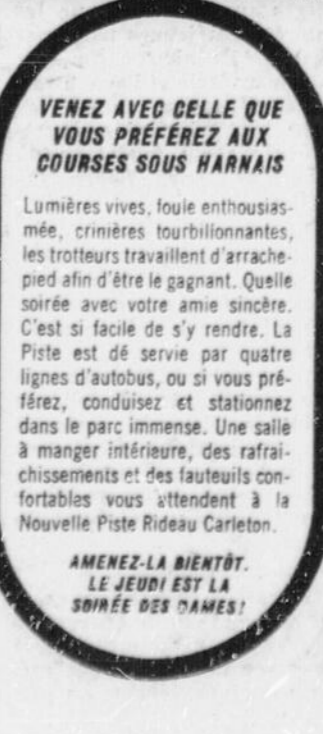 VENEZ AVEC CELLE QUE
VOUS PRÉFÉREZ AUX
COURSES SOUS HARNAIS
Lumières vives, foule enthousias-
mée, crinières tourbillonnantes,
les trotteurs travaillent d'arrache-
pied afin d'être le gagnant. Quelle
soirée avec votre amie sincère.
C'est si facile de s'y rendre. La
Piste est dé servie par quatre
lignes d'autobus, ou si vous pré-
férez, conduisez et stationnez
dans le parc immense. Une salle
à manger intérieure, des rafraî-
chissements et des fauteuils con-
fortables vous attendent à la
Nouvelle Piste Rideau Carleton.
AMENEZ-LA BIENTÔT.
LE JEUDI EST LA
SOIRÉE DES DAMES!